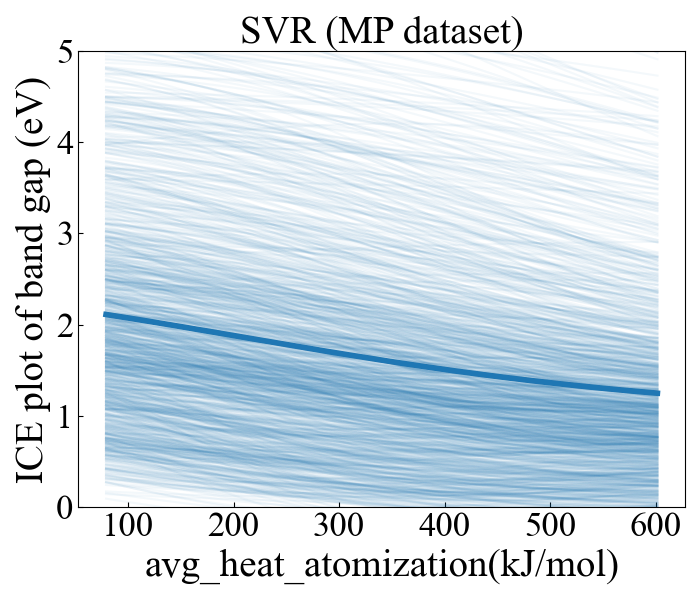 SVR (MP dataset)
ICE plot of band gap (eV)
5
4
3
2
1
0
100 200 300 400 500 600
avg_heat_atomization(kJ/mol)